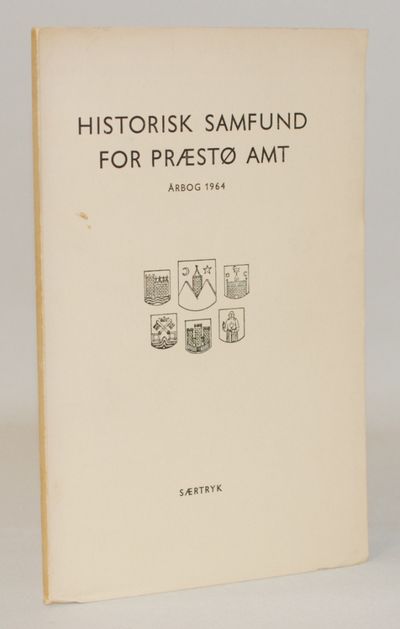 HISTORISK SAMFUND
FOR PRÆSTØ AMT
ÅRBOG 1964
SÆRTRYK